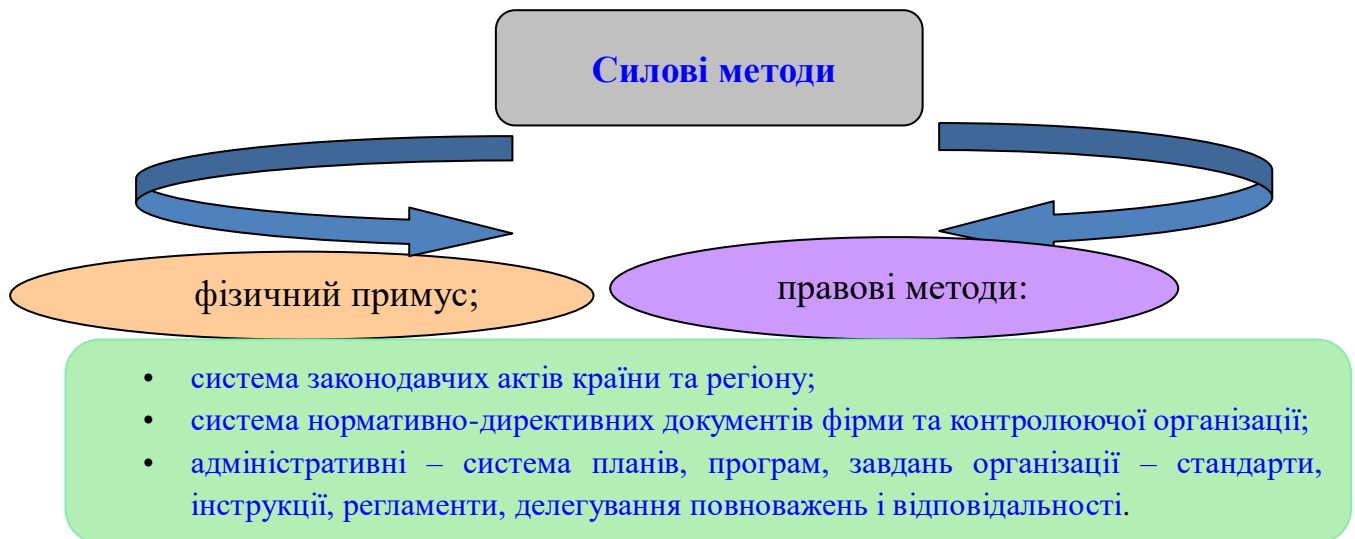 Силові методи
фізичний примус;
правові методи:
• система законодавчих актів країни та регіону;
• система нормативно-директивних документів фірми та контролюючої організації;
• адміністративні – система планів, програм, завдань організації – стандарти,
інструкції, регламенти, делегування повноважень і відповідальності.